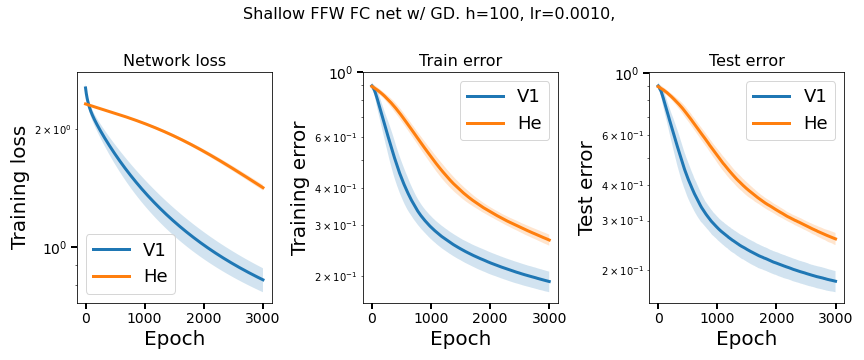 Shallow FFW FC net w/ GD. h=100, lr=0.0010,
Network loss
Training loss
2 × 10⁰
10⁰
V1
He
0 1000 2000 3000
Epoch
Train error
Training error
10⁰
6 × 10⁻¹
4 × 10⁻¹
3 × 10⁻¹
2 × 10⁻¹
V1
He
0 1000 2000 3000
Epoch
Test error
Test error
10⁰
6 × 10⁻¹
4 × 10⁻¹
3 × 10⁻¹
2 × 10⁻¹
V1
He
0 1000 2000 3000
Epoch